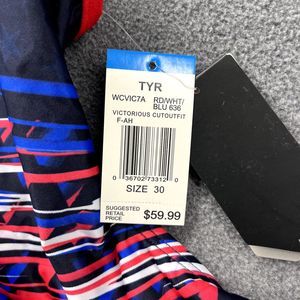 TYR
WCVIC7A RD/WHT/
BLU 636
VICTORIOUS CUTOUTFIT
F-AH
0 36702 73312 0
SIZE 30
SUGGESTED
RETAIL
PRICE $59.99